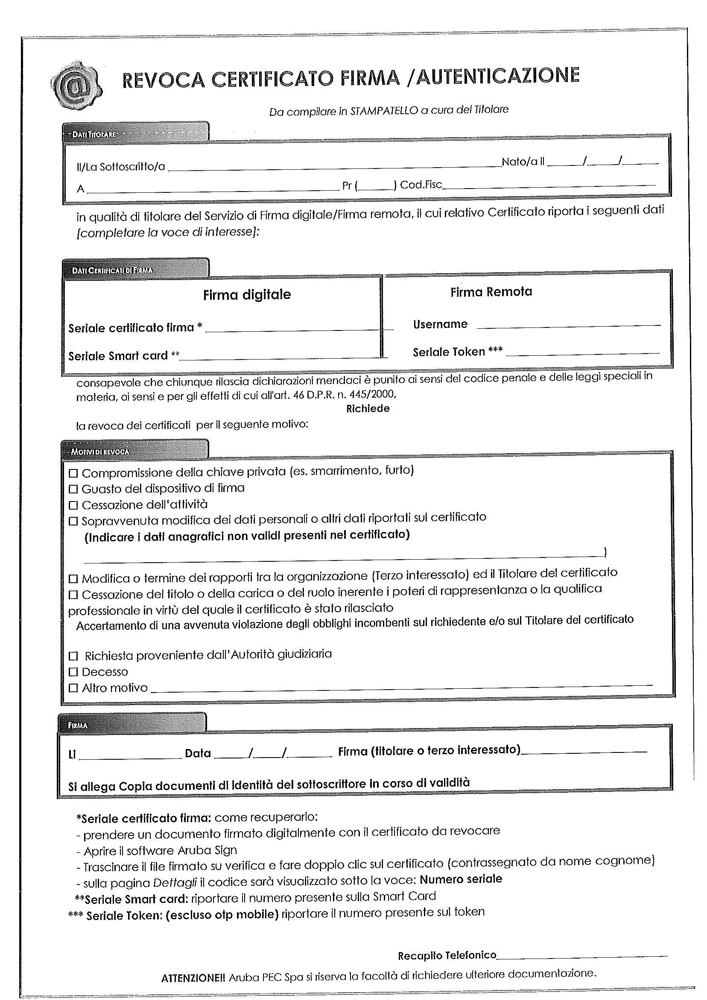 REVOCA CERTIFICATO FIRMA /AUTENTICAZIONE
Da compilare in STAMPATELLO a cura del Titolare
DATI TITOLARE
Il/La Sottoscritto/a ______ Nato/a il ____/____/____
A ______ Pr (____) Cod.Fisc______
in qualità di titolare del Servizio di Firma digitale/Firma remota, il cui relativo Certificato riporta i seguenti dati
[completare la voce di interesse]:
DATI CERTIFICATI DI FIRMA
Firma digitale
Seriale certificato firma * ______
Seriale Smart card **______
Firma Remota
Username ______
Seriale Token *** ______
consapevole che chiunque rilascia dichiarazioni mendaci è punito ai sensi del codice penale e delle leggi speciali in
materia, ai sensi e per gli effetti di cui all'art. 46 D.P.R. n. 445/2000,
Richiede
la revoca dei certificati per il seguente motivo:
MOTIVI DI REVOCA
☐ Compromissione della chiave privata (es. smarrimento, furto)
☐ Guasto del dispositivo di firma
☐ Cessazione dell'attività
☐ Sopravvenuta modifica dei dati personali o altri dati riportati sul certificato
(Indicare i dati anagrafici non validi presenti nel certificato)
______)
☐ Modifica o termine dei rapporti tra la organizzazione (Terzo interessato) ed il Titolare del certificato
☐ Cessazione del titolo o della carica o del ruolo inerente i poteri di rappresentanza o la qualifica
professionale in virtù del quale il certificato è stato rilasciato
Accertamento di una avvenuta violazione degli obblighi incombenti sul richiedente e/o sul Titolare del certificato
☐ Richiesta proveniente dall'Autorità giudiziaria
☐ Decesso
☐ Altro motivo ______
FIRMA
Lì ______ Data ____/____/____ Firma (titolare o terzo interessato)______
Si allega Copia documenti di identità del sottoscrittore in corso di validità
*Seriale certificato firma: come recuperarlo:
- prendere un documento firmato digitalmente con il certificato da revocare
- Aprire il software Aruba Sign
- Trascinare il file firmato su verifica e fare doppio clic sul certificato (contrassegnato da nome cognome)
- sulla pagina Dettagli il codice sarà visualizzato sotto la voce: Numero seriale
**Seriale Smart card: riportare il numero presente sulla Smart Card
*** Seriale Token: (escluso otp mobile) riportare il numero presente sul token
Recapito Telefonico______
ATTENZIONE!! Aruba PEC Spa si riserva la facoltà di richiedere ulteriore documentazione.